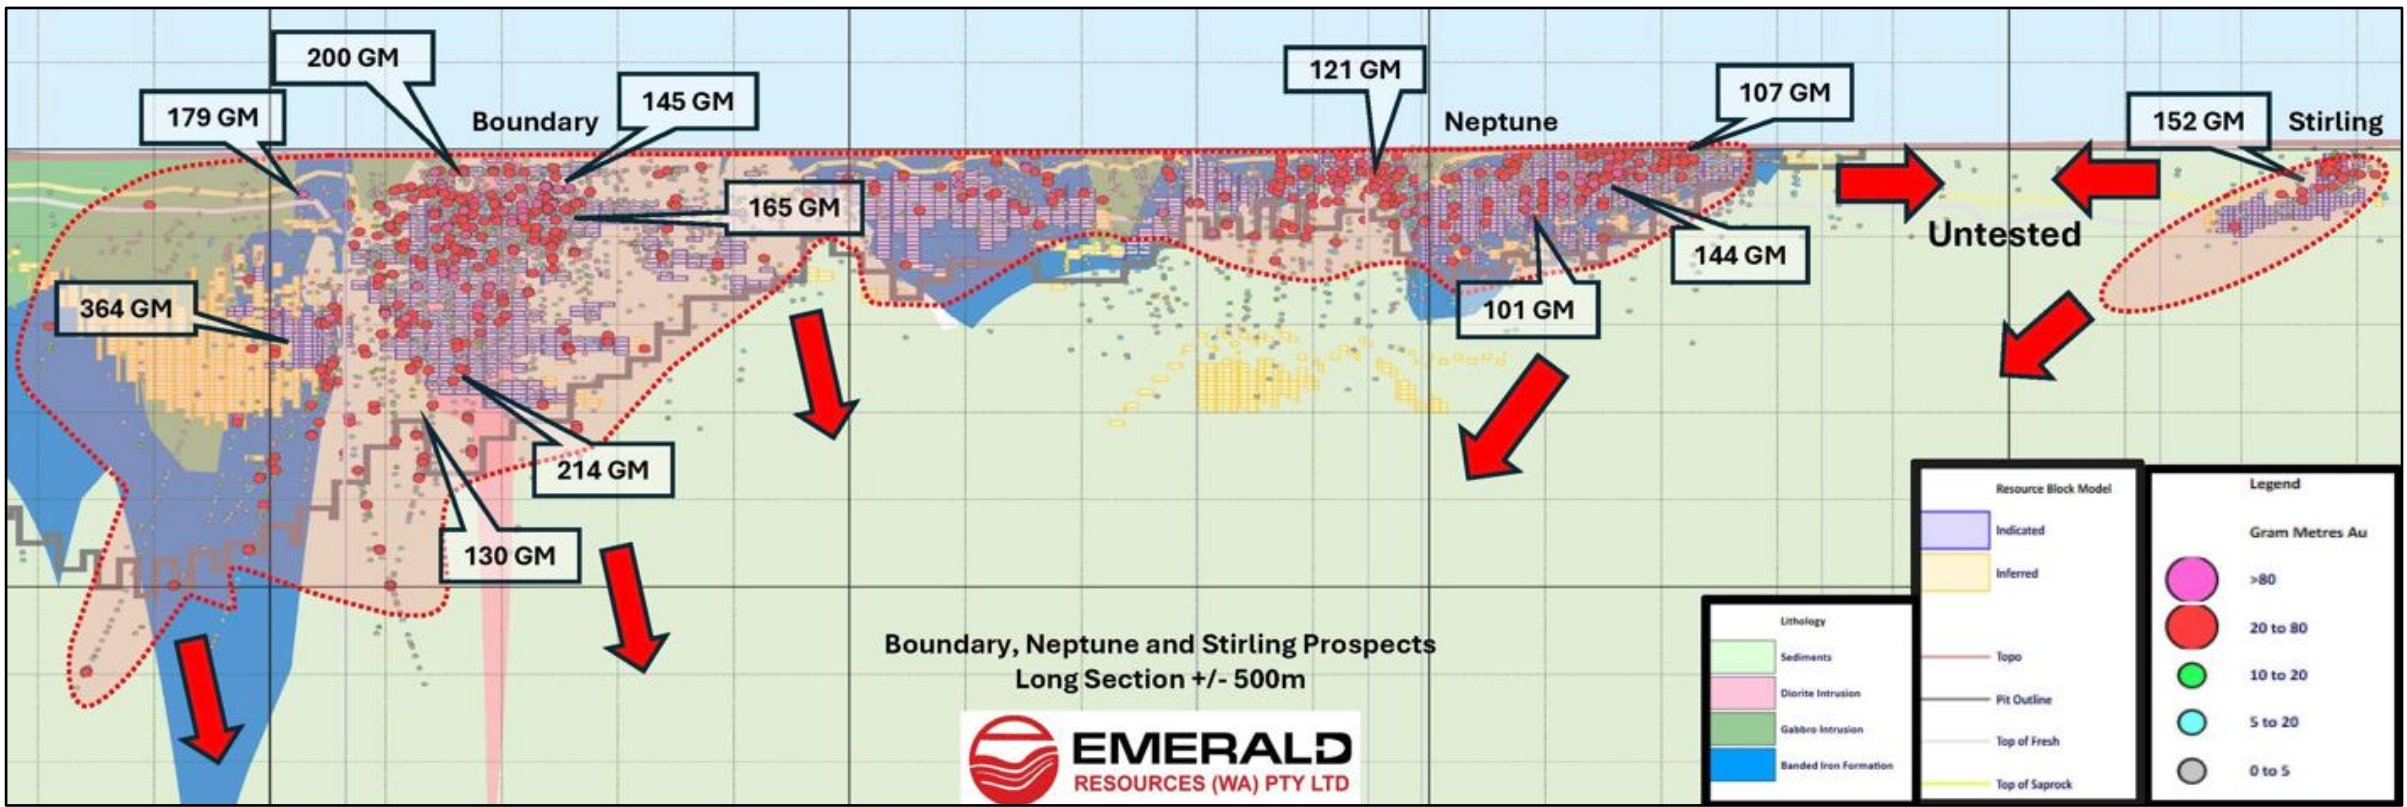 200 GM
179 GM
Boundary
145 GM
165 GM
364 GM
214 GM
130 GM
121 GM
Neptune
107 GM
144 GM
101 GM
152 GM
Stirling
Untested
Boundary, Neptune and Stirling Prospects
Long Section +/- 500m
EMERALD
RESOURCES (WA) PTY LTD
Lithology
Sediments
Diorite Intrusion
Gabbro Intrusion
Banded Iron Formation
Resource Block Model
Indicated
Inferred
Topo
Pit Outline
Top of Fresh
Top of Saprock
Legend
Gram Metres Au
>80
20 to 80
10 to 20
5 to 20
0 to 5